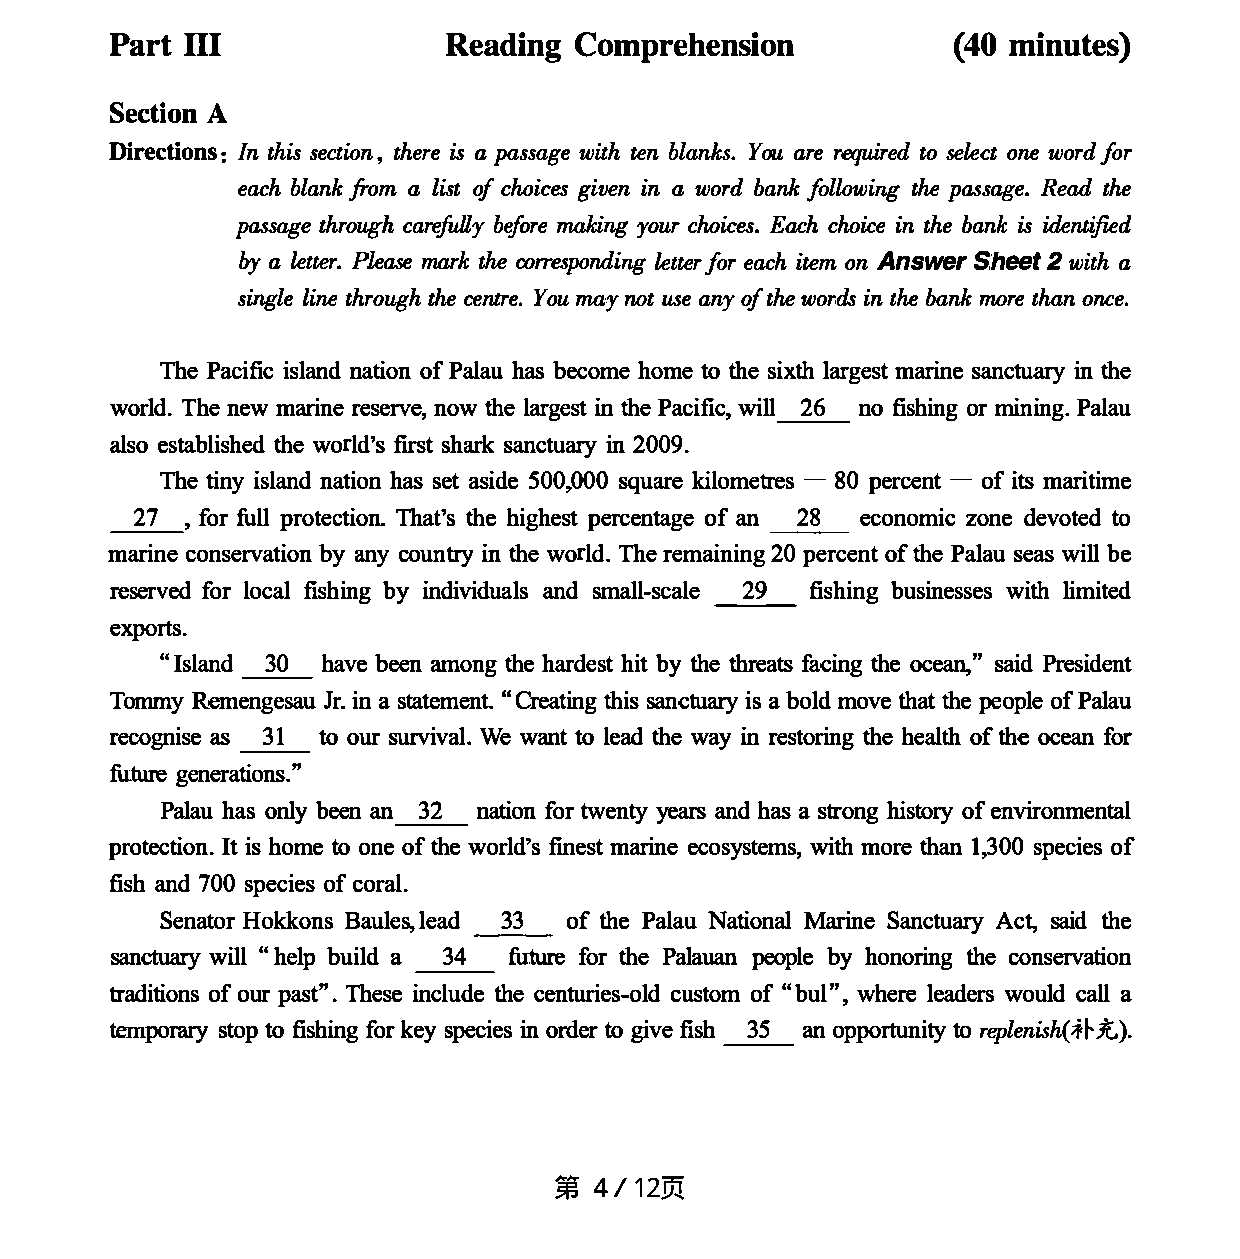 Part III Reading Comprehension (40 minutes)
Section A
Directions: In this section, there is a passage with ten blanks. You are required to select one word for
each blank from a list of choices given in a word bank following the passage. Read the
passage through carefully before making your choices. Each choice in the bank is identified
by a letter. Please mark the corresponding letter for each item on Answer Sheet 2 with a
single line through the centre. You may not use any of the words in the bank more than once.
The Pacific island nation of Palau has become home to the sixth largest marine sanctuary in the
world. The new marine reserve, now the largest in the Pacific, will 26 no fishing or mining. Palau
also established the world's first shark sanctuary in 2009.
The tiny island nation has set aside 500,000 square kilometres — 80 percent — of its maritime
27 , for full protection. That's the highest percentage of an 28 economic zone devoted to
marine conservation by any country in the world. The remaining 20 percent of the Palau seas will be
reserved for local fishing by individuals and small-scale 29 fishing businesses with limited
exports.
“Island 30 have been among the hardest hit by the threats facing the ocean,” said President
Tommy Remengesau Jr. in a statement. “Creating this sanctuary is a bold move that the people of Palau
recognise as 31 to our survival. We want to lead the way in restoring the health of the ocean for
future generations.”
Palau has only been an 32 nation for twenty years and has a strong history of environmental
protection. It is home to one of the world's finest marine ecosystems, with more than 1,300 species of
fish and 700 species of coral.
Senator Hokkons Baules, lead 33 of the Palau National Marine Sanctuary Act, said the
sanctuary will “help build a 34 future for the Palauan people by honoring the conservation
traditions of our past”. These include the centuries-old custom of “bul”, where leaders would call a
temporary stop to fishing for key species in order to give fish 35 an opportunity to replenish(补充).
第 4 / 12页